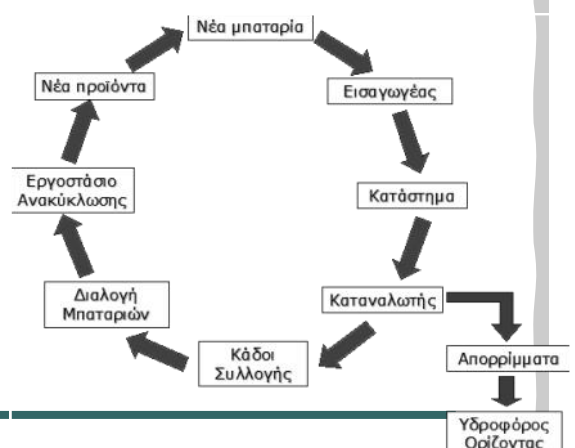 Νέα μπαταρία
Εισαγωγέας
Κατάστημα
Καταναλωτής
Απορρίμματα
Υδροφόρος
Ορίζοντας
Κάδοι
Συλλογής
Διαλογή
Μπαταριών
Εργοστάσιο
Ανακύκλωσης
Νέα προϊόντα